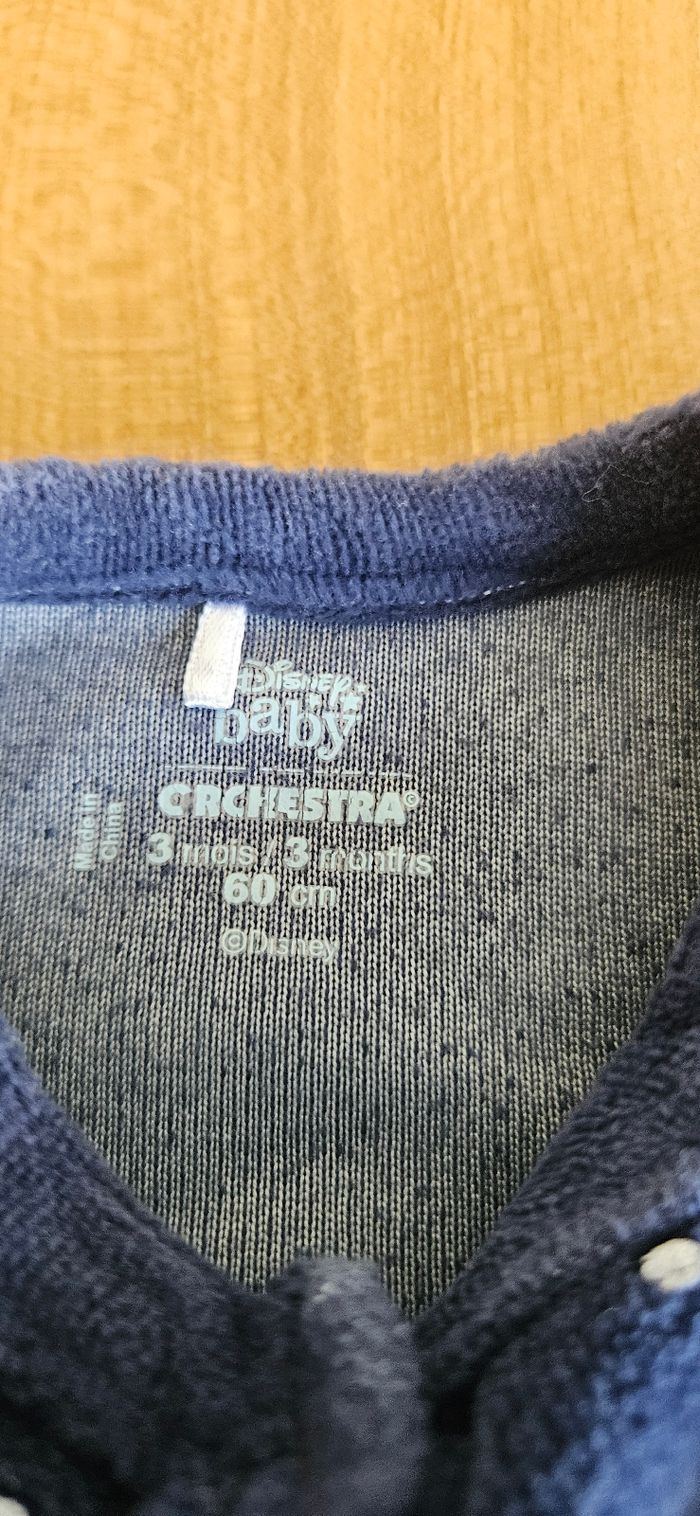 Disney
baby
ORCHESTRA©
3 mois / 3 months
60 cm
©Disney
Made in
China